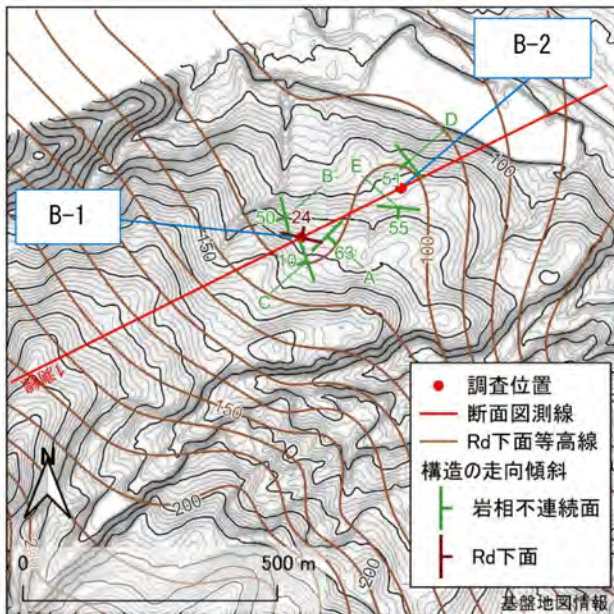 B-2
D
100
B
E
51
B-1
50
24
55
150
63
10
100
A
C
1測線
150
200
N
200
0
500 m
調査位置
断面図測線
Rd下面等高線
構造の走向傾斜
岩相不連続面
Rd下面
基盤地図情報